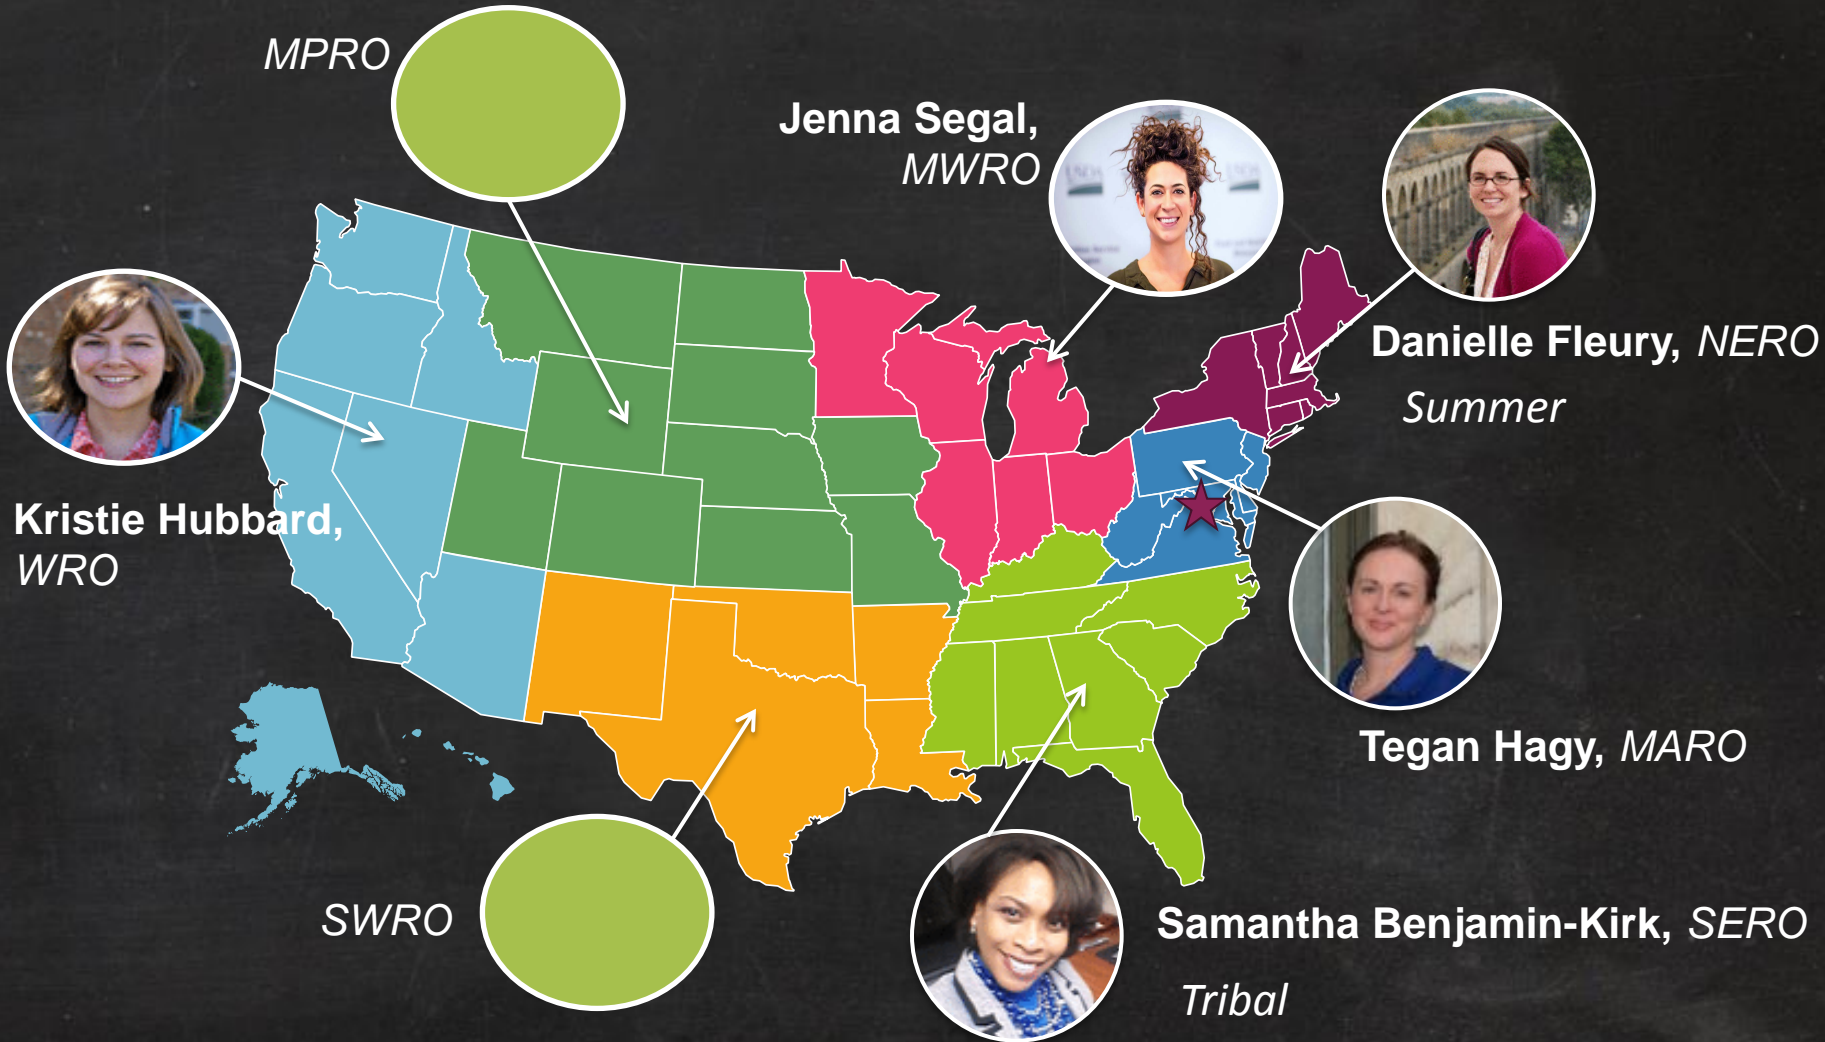 MPRO
Jenna Segal,
MWRO
USDA
Danielle Fleury, NERO
Summer
Kristie Hubbard,
WRO
Tegan Hagy, MARO
SWRO
Samantha Benjamin-Kirk, SERO
Tribal